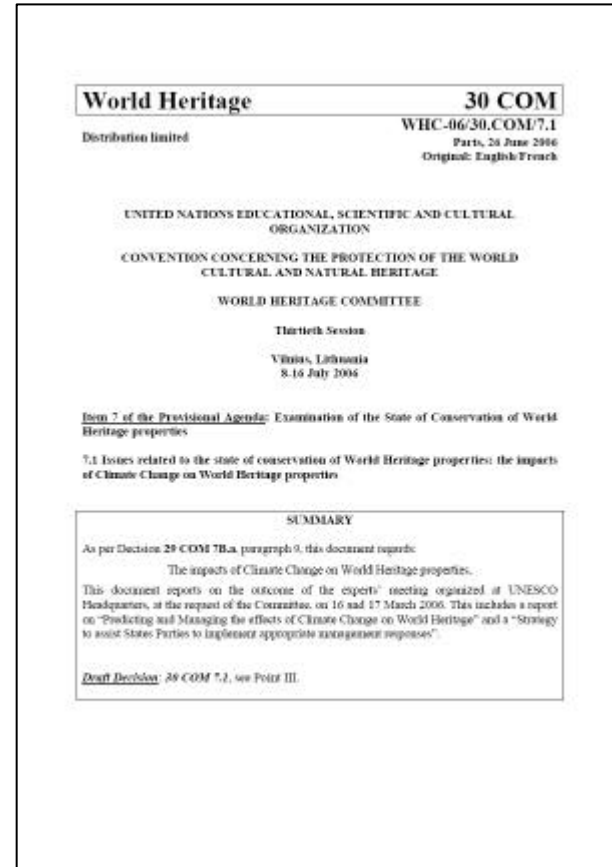 World Heritage 30 COM
WHC-06/30.COM/7.1
Distribution limited Paris, 26 June 2006
Original: English/French
UNITED NATIONS EDUCATIONAL, SCIENTIFIC AND CULTURAL
ORGANIZATION
CONVENTION CONCERNING THE PROTECTION OF THE WORLD
CULTURAL AND NATURAL HERITAGE
WORLD HERITAGE COMMITTEE
Thirtieth Session
Vilnius, Lithuania
8-16 July 2006
Item 7 of the Provisional Agenda: Examination of the State of Conservation of World
Heritage properties
7.1 Issues related to the state of conservation of World Heritage properties: the impacts
of Climate Change on World Heritage properties
SUMMARY
As per Decision 29 COM 7B.a, paragraph 9, this document regards:
The impacts of Climate Change on World Heritage properties.
This document reports on the outcome of the experts' meeting organized at UNESCO
Headquarters, at the request of the Committee, on 16 and 17 March 2006. This includes a report
on "Predicting and Managing the effects of Climate Change on World Heritage" and a "Strategy
to assist States Parties to implement appropriate management responses".
Draft Decision: 30 COM 7.1, see Point III.